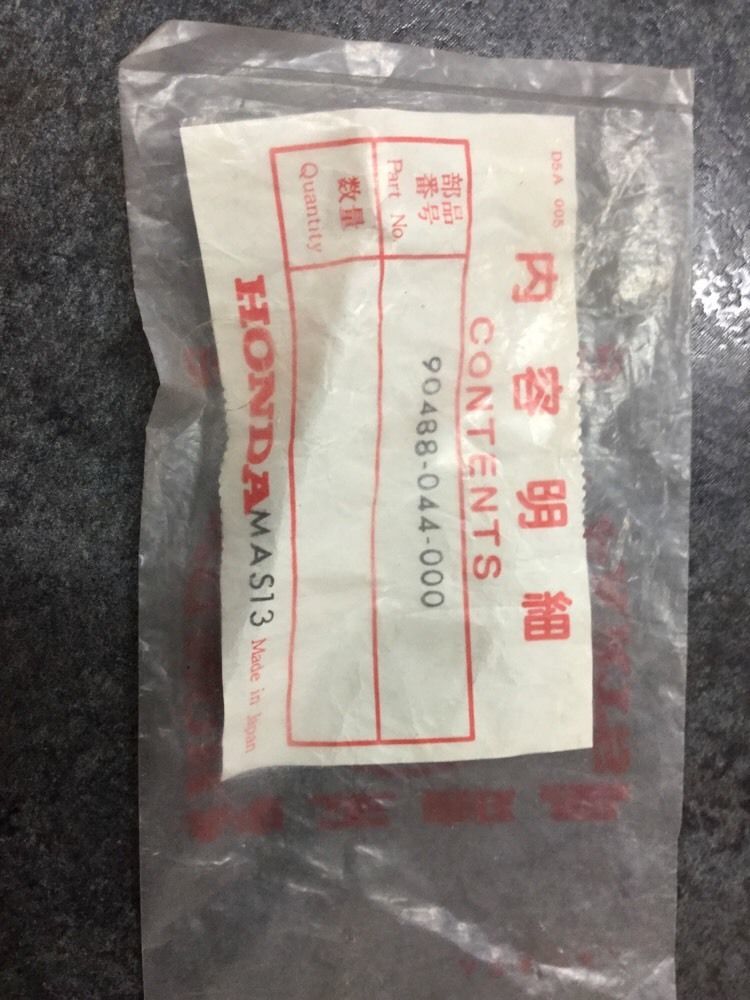 D5A 005
内容明細
CONTENTS
部品番号
Part No.
90488-044-000
数量
Quantity
HONDA MAS13 Made in Japan